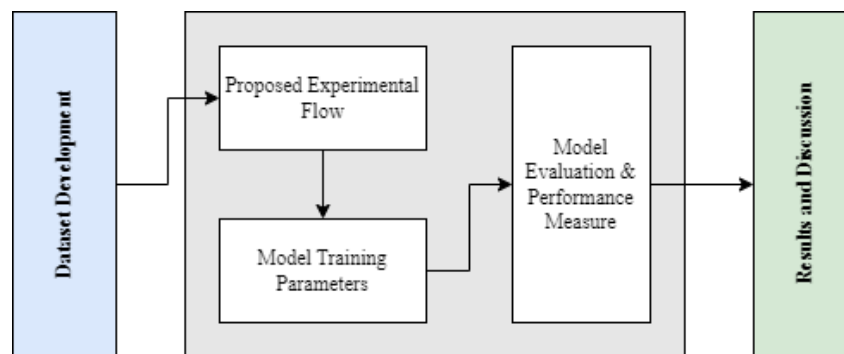 Dataset Development
Proposed Experimental
Flow
Model Training
Parameters
Model
Evaluation &
Performance
Measure
Results and Discussion